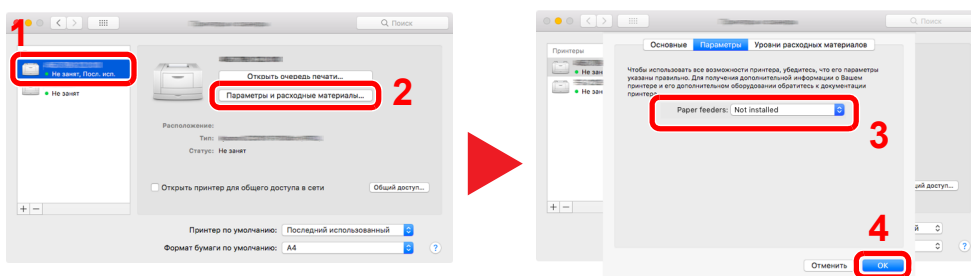 1
Поиск
Не занят, Посл. исп.
Не занят
Открыть очередь печати...
Параметры и расходные материалы...
2
Расположение:
Тип:
Статус: Не занят
Открыть принтер для общего доступа в сети
Общий доступ...
+ −
Принтер по умолчанию: Последний использованный
Формат бумаги по умолчанию: A4
?
Поиск
Принтеры
Не зан
Не зан
Основные Параметры Уровни расходных материалов
Чтобы использовать все возможности принтера, убедитесь, что его параметры
указаны правильно. Для получения дополнительной информации о Вашем
принтере и его дополнительном оборудовании обратитесь к документации
принтера.
Paper feeders: Not installed
3
ций доступ...
+ −
4
й
?
Отменить
OK